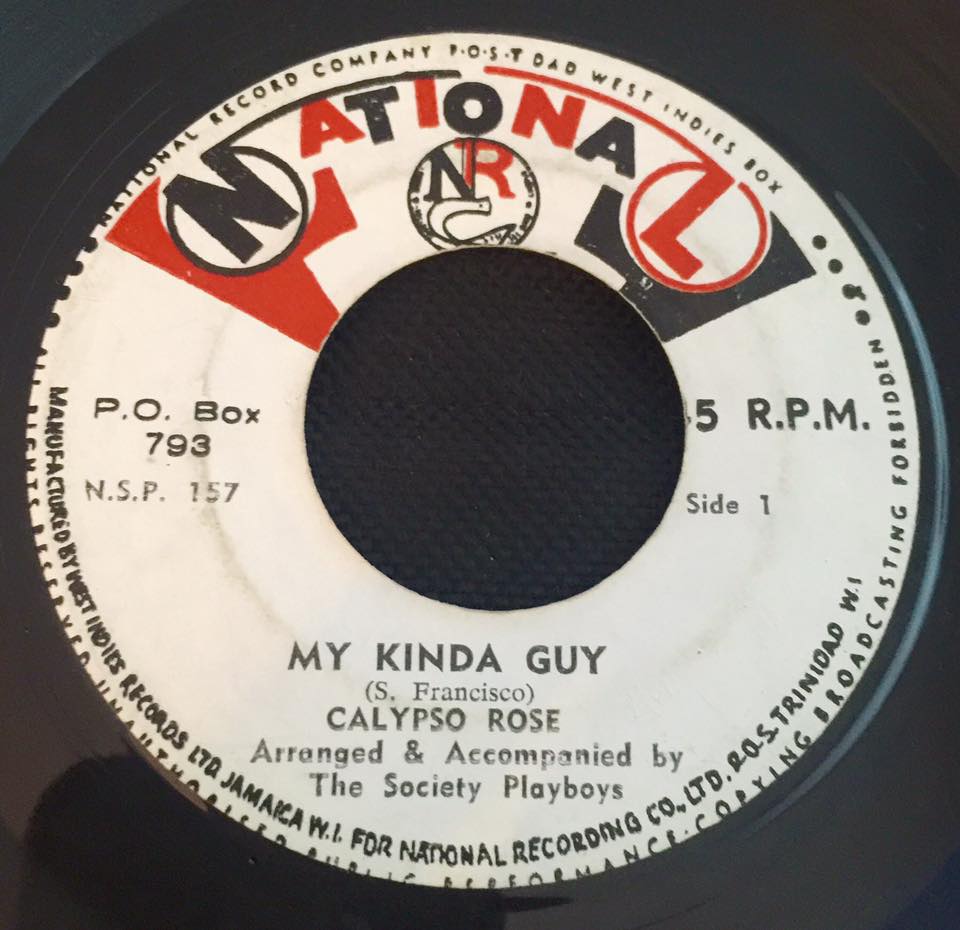 NATIONAL RECORD COMPANY P·O·S·T DAD WEST INDIES BOX
NATIONAL
NR
P.O. Box
793
N.S.P. 157
5 R.P.M.
Side 1
MY KINDA GUY
(S. Francisco)
CALYPSO ROSE
Arranged & Accompanied by
The Society Playboys
MANUFACTURED BY WEST INDIES RECORDS LTD JAMAICA W.I. FOR NATIONAL RECORDING CO., LTD. P.O.S. TRINIDAD W.I
ALL RIGHTS RESERVED UNAUTHORISED PUBLIC PERFORMANCE·COPYING BROADCASTING FORBIDDEN